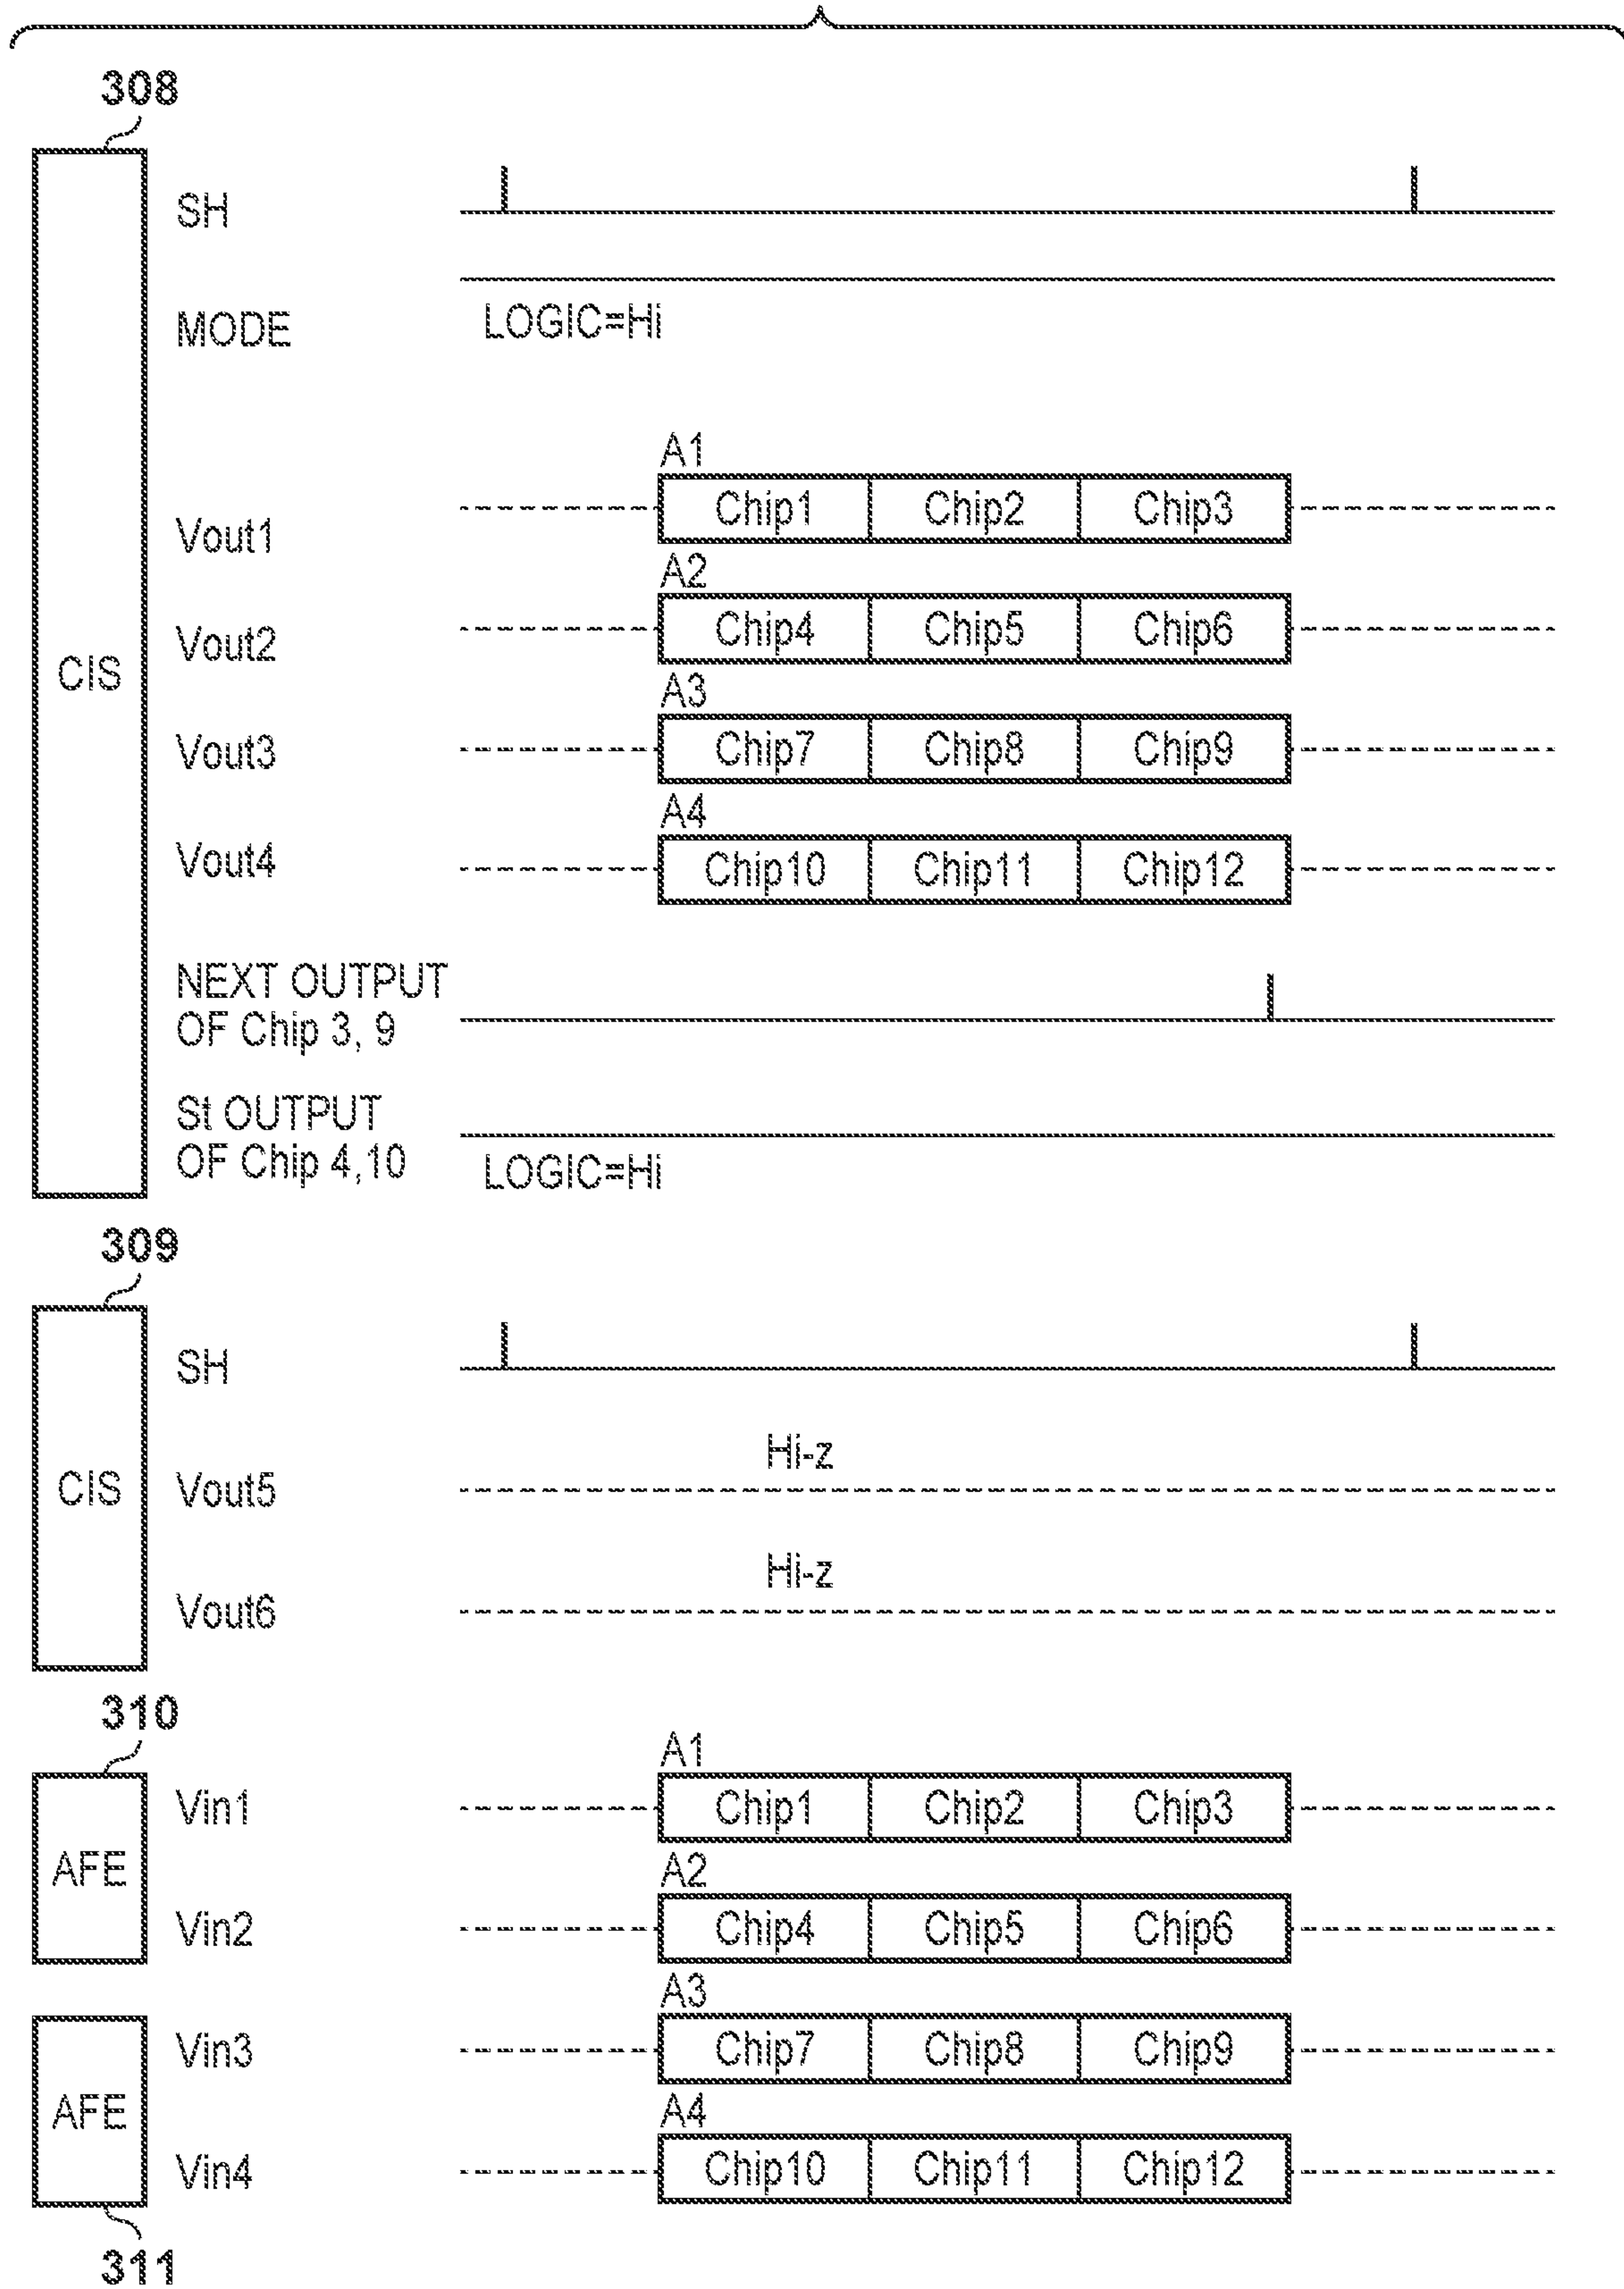 308
CIS
SH
MODE
LOGIC=Hi
A1
Vout1
Chip1 Chip2 Chip3
A2
Vout2
Chip4 Chip5 Chip6
A3
Vout3
Chip7 Chip8 Chip9
A4
Vout4
Chip10 Chip11 Chip12
NEXT OUTPUT
OF Chip 3, 9
St OUTPUT
OF Chip 4,10
LOGIC=Hi
309
CIS
SH
Hi-z
Vout5
Hi-z
Vout6
310
AFE
A1
Vin1
Chip1 Chip2 Chip3
A2
Vin2
Chip4 Chip5 Chip6
AFE
A3
Vin3
Chip7 Chip8 Chip9
A4
Vin4
Chip10 Chip11 Chip12
311